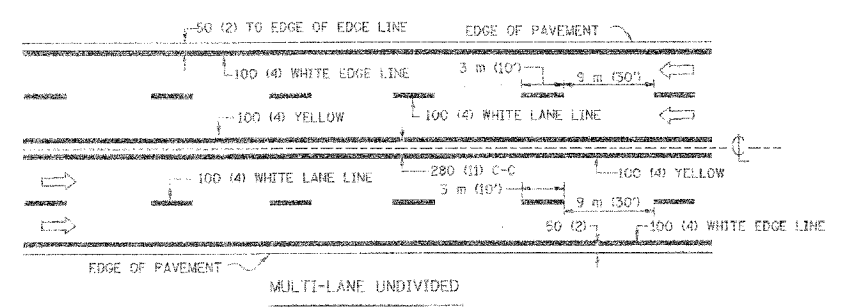 50 (2) TO EDGE OF EDGE LINE
EDGE OF PAVEMENT
100 (4) WHITE EDGE LINE
3 m (10')
9 m (30')
100 (4) YELLOW
100 (4) WHITE LANE LINE
100 (4) WHITE LANE LINE
280 (11) C-C
100 (4) YELLOW
3 m (10')
9 m (30')
50 (2)
100 (4) WHITE EDGE LINE
EDGE OF PAVEMENT
MULTI-LANE UNDIVIDED